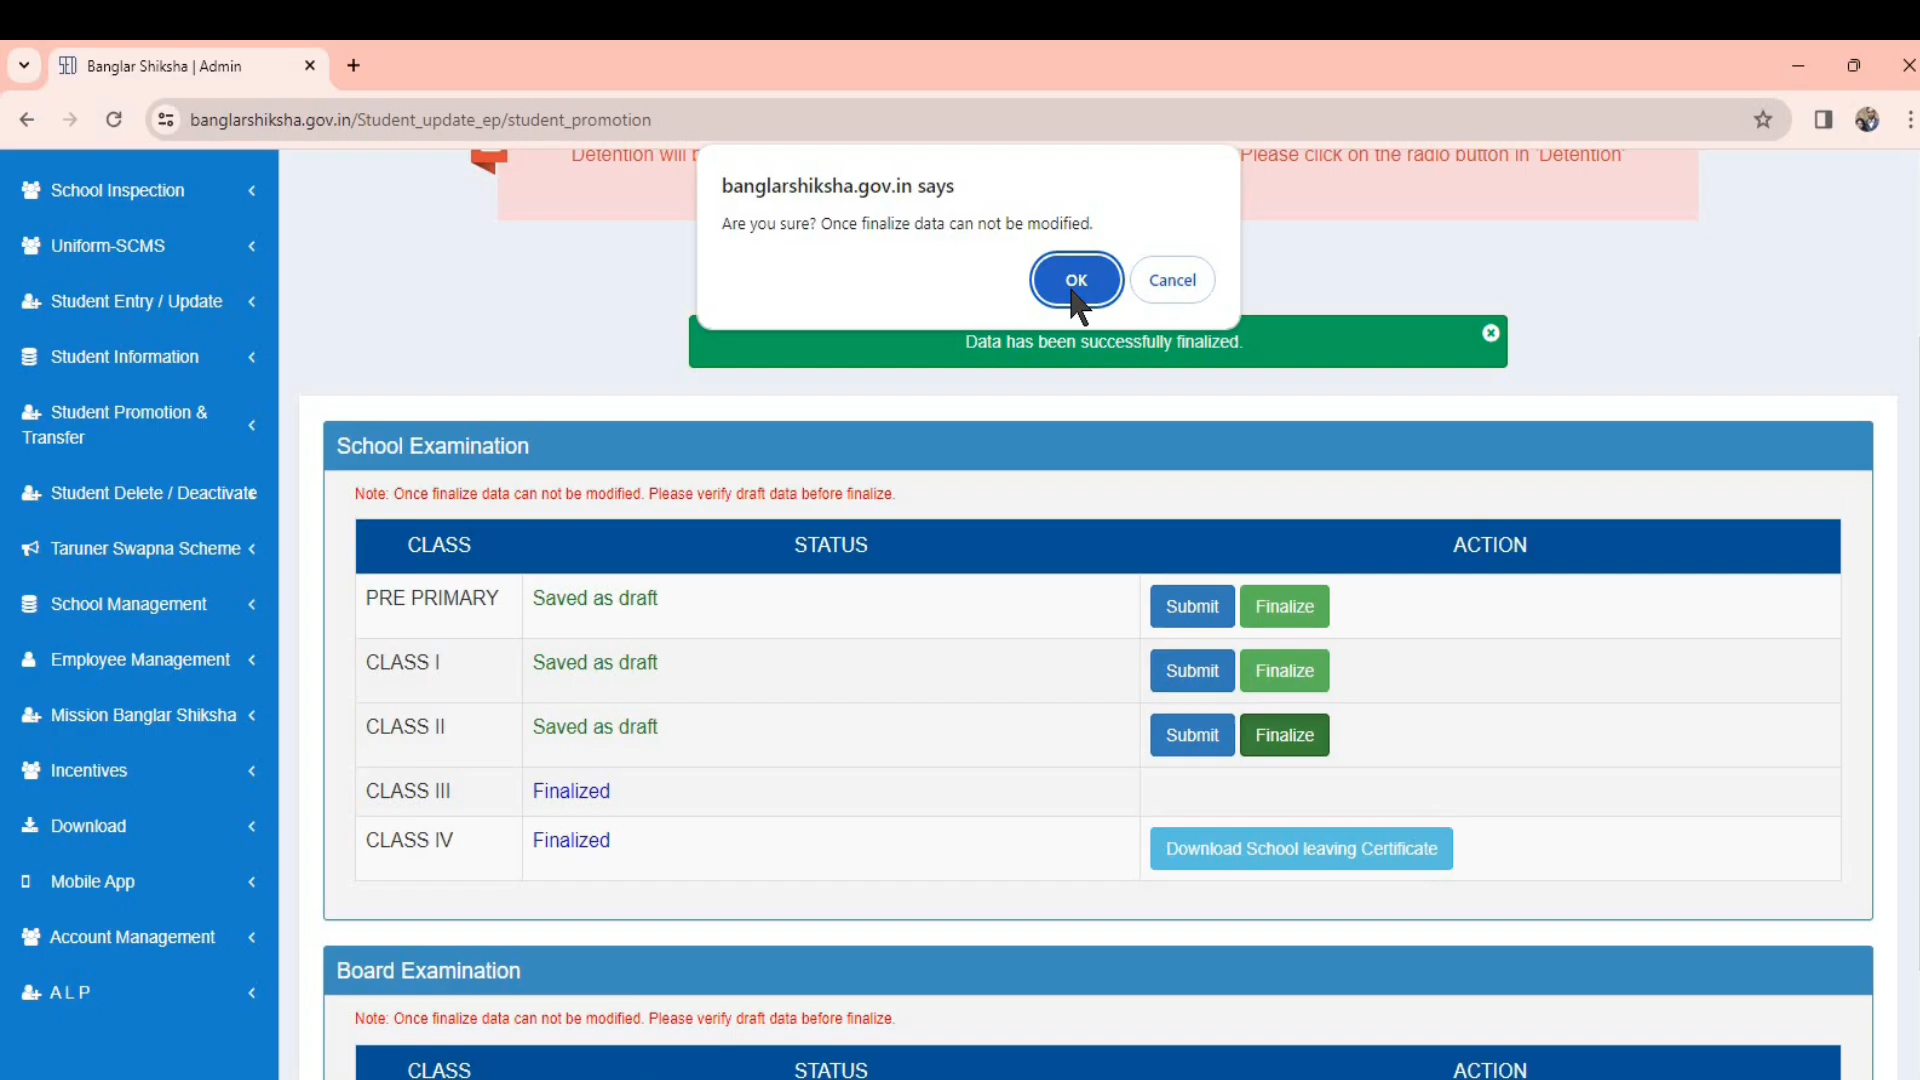 Banglar Shiksha | Admin
banglarshiksha.gov.in/Student_update_ep/student_promotion
School Inspection
Uniform-SCMS
Student Entry / Update
Student Information
Student Promotion &
Transfer
Student Delete / Deactivate
Taruner Swapna Scheme
School Management
Employee Management
Mission Banglar Shiksha
Incentives
Download
Mobile App
Account Management
A L P
Detention will
Please click on the radio button in 'Detention'
banglarshiksha.gov.in says
Are you sure? Once finalize data can not be modified.
OK Cancel
Data has been successfully finalized.
School Examination
Note: Once finalize data can not be modified. Please verify draft data before finalize.
CLASS STATUS ACTION
PRE PRIMARY Saved as draft Submit Finalize
CLASS I Saved as draft Submit Finalize
CLASS II Saved as draft Submit Finalize
CLASS III Finalized
CLASS IV Finalized Download School leaving Certificate
Board Examination
Note: Once finalize data can not be modified. Please verify draft data before finalize.
CLASS STATUS ACTION